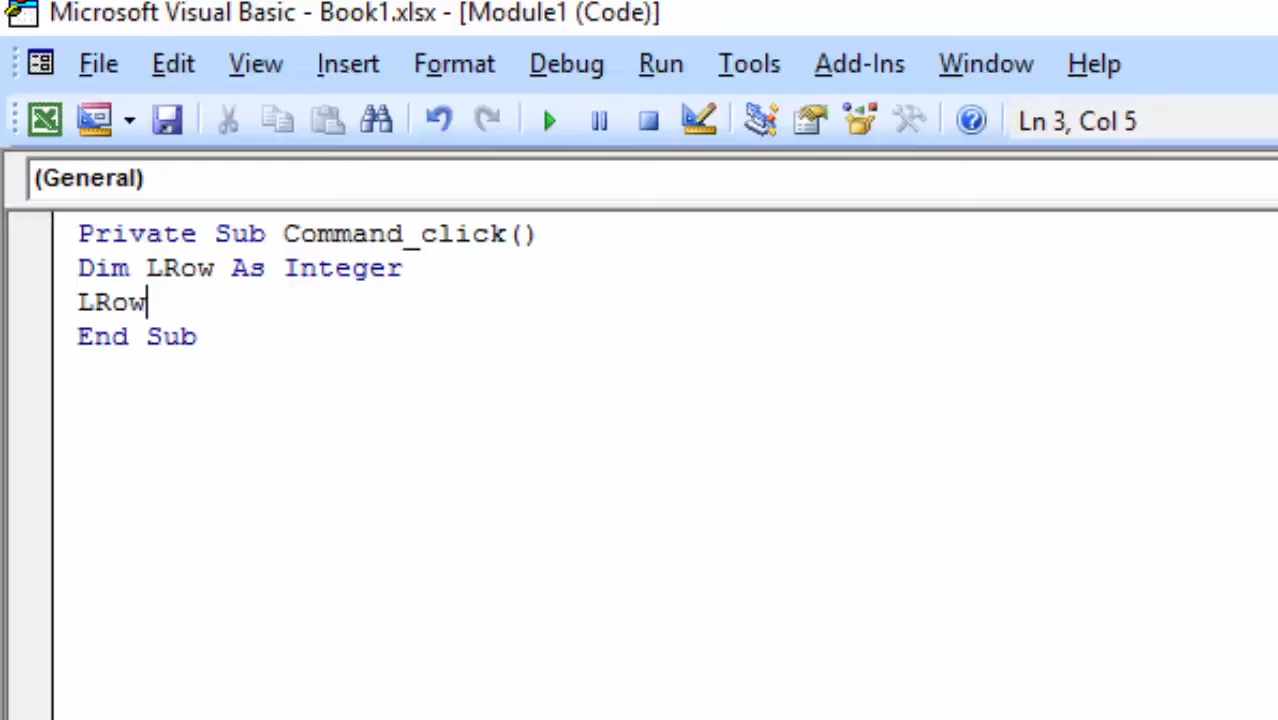 Microsoft Visual Basic - Book1.xlsx - [Module1 (Code)]
File Edit View Insert Format Debug Run Tools Add-Ins Window Help
Ln 3, Col 5
(General)
Private Sub Command_click()
Dim LRow As Integer
LRow
End Sub